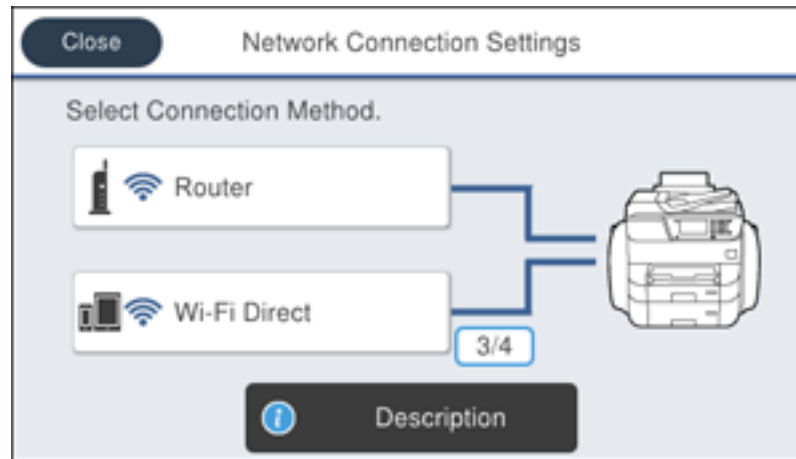 Close Network Connection Settings
Select Connection Method.
Router
Wi-Fi Direct
3/4
i Description